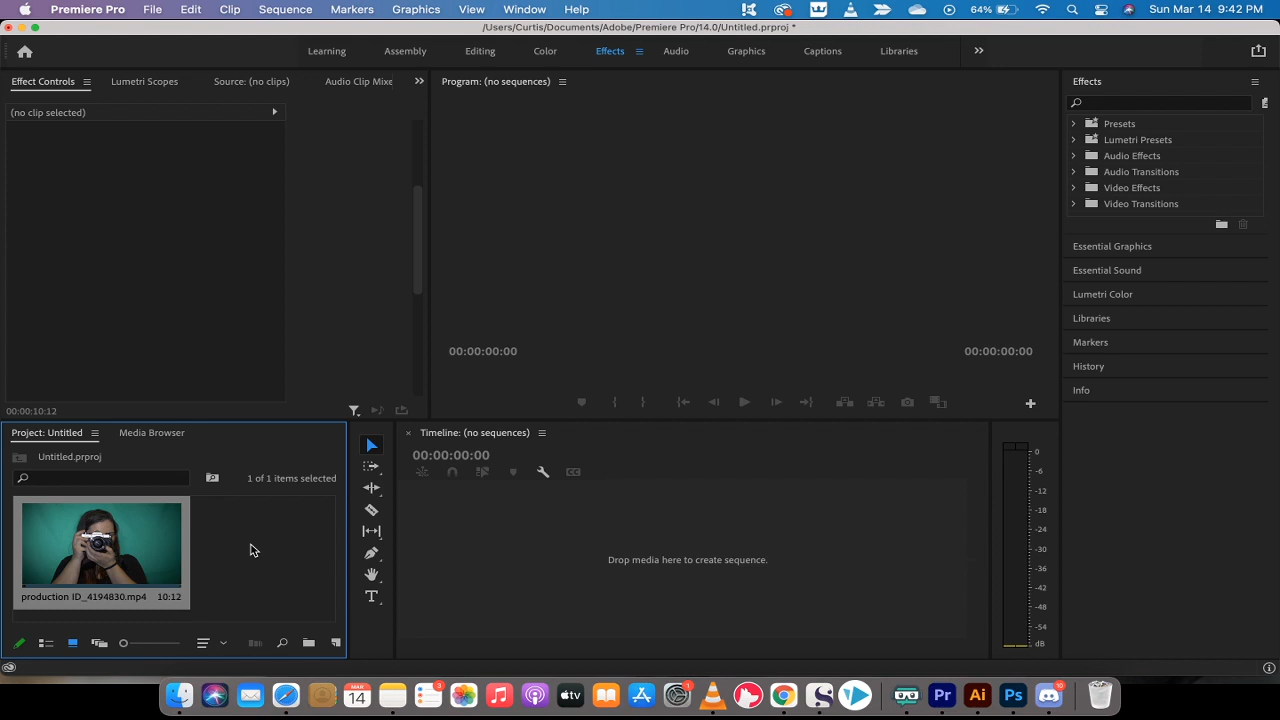 Premiere Pro File Edit Clip Sequence Markers Graphics View Window Help 64% Sun Mar 14 9:42 PM
/Users/Curtis/Documents/Adobe/Premiere Pro/14.0/Untitled.prproj *
Learning Assembly Editing Color Effects Audio Graphics Captions Libraries
Effect Controls Lumetri Scopes Source: (no clips) Audio Clip Mixe
Program: (no sequences)
Effects
(no clip selected)
Presets
Lumetri Presets
Audio Effects
Audio Transitions
Video Effects
Video Transitions
Essential Graphics
Essential Sound
Lumetri Color
Libraries
Markers
History
Info
00:00:00:00 00:00:00:00
00:00:10:12
Project: Untitled Media Browser
Untitled.prproj
1 of 1 items selected
production ID_4194830.mp4 10:12
Timeline: (no sequences)
00:00:00:00
Drop media here to create sequence.
0
-6
-12
-18
-24
-30
-36
-42
-48
-54
dB
MAR
14
3
tv
1
Pr
Ai
Ps
10